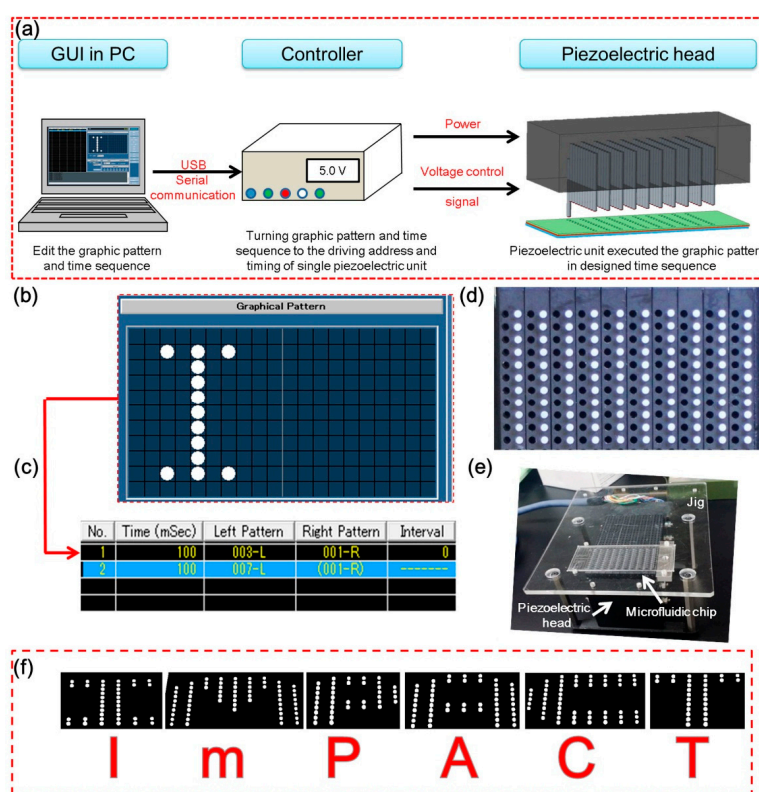 (a)
GUI in PC
Controller
Piezoelectric head
USB
Serial
communication
5.0 V
Power
Voltage control
signal
Edit the graphic pattern
and time sequence
Turning graphic pattern and time
sequence to the driving address and
timing of single piezoelectric unit
Piezoelectric unit executed the graphic patter
in designed time sequence
(b)
Graphical Pattern
(c)
No. Time (mSec) Left Pattern Right Pattern Interval
1 100 003-L 001-R 0
2 100 007-L (001-R) -------
(d)
(e)
Jig
Piezoelectric
head
Microfluidic chip
(f)
I m P A C T